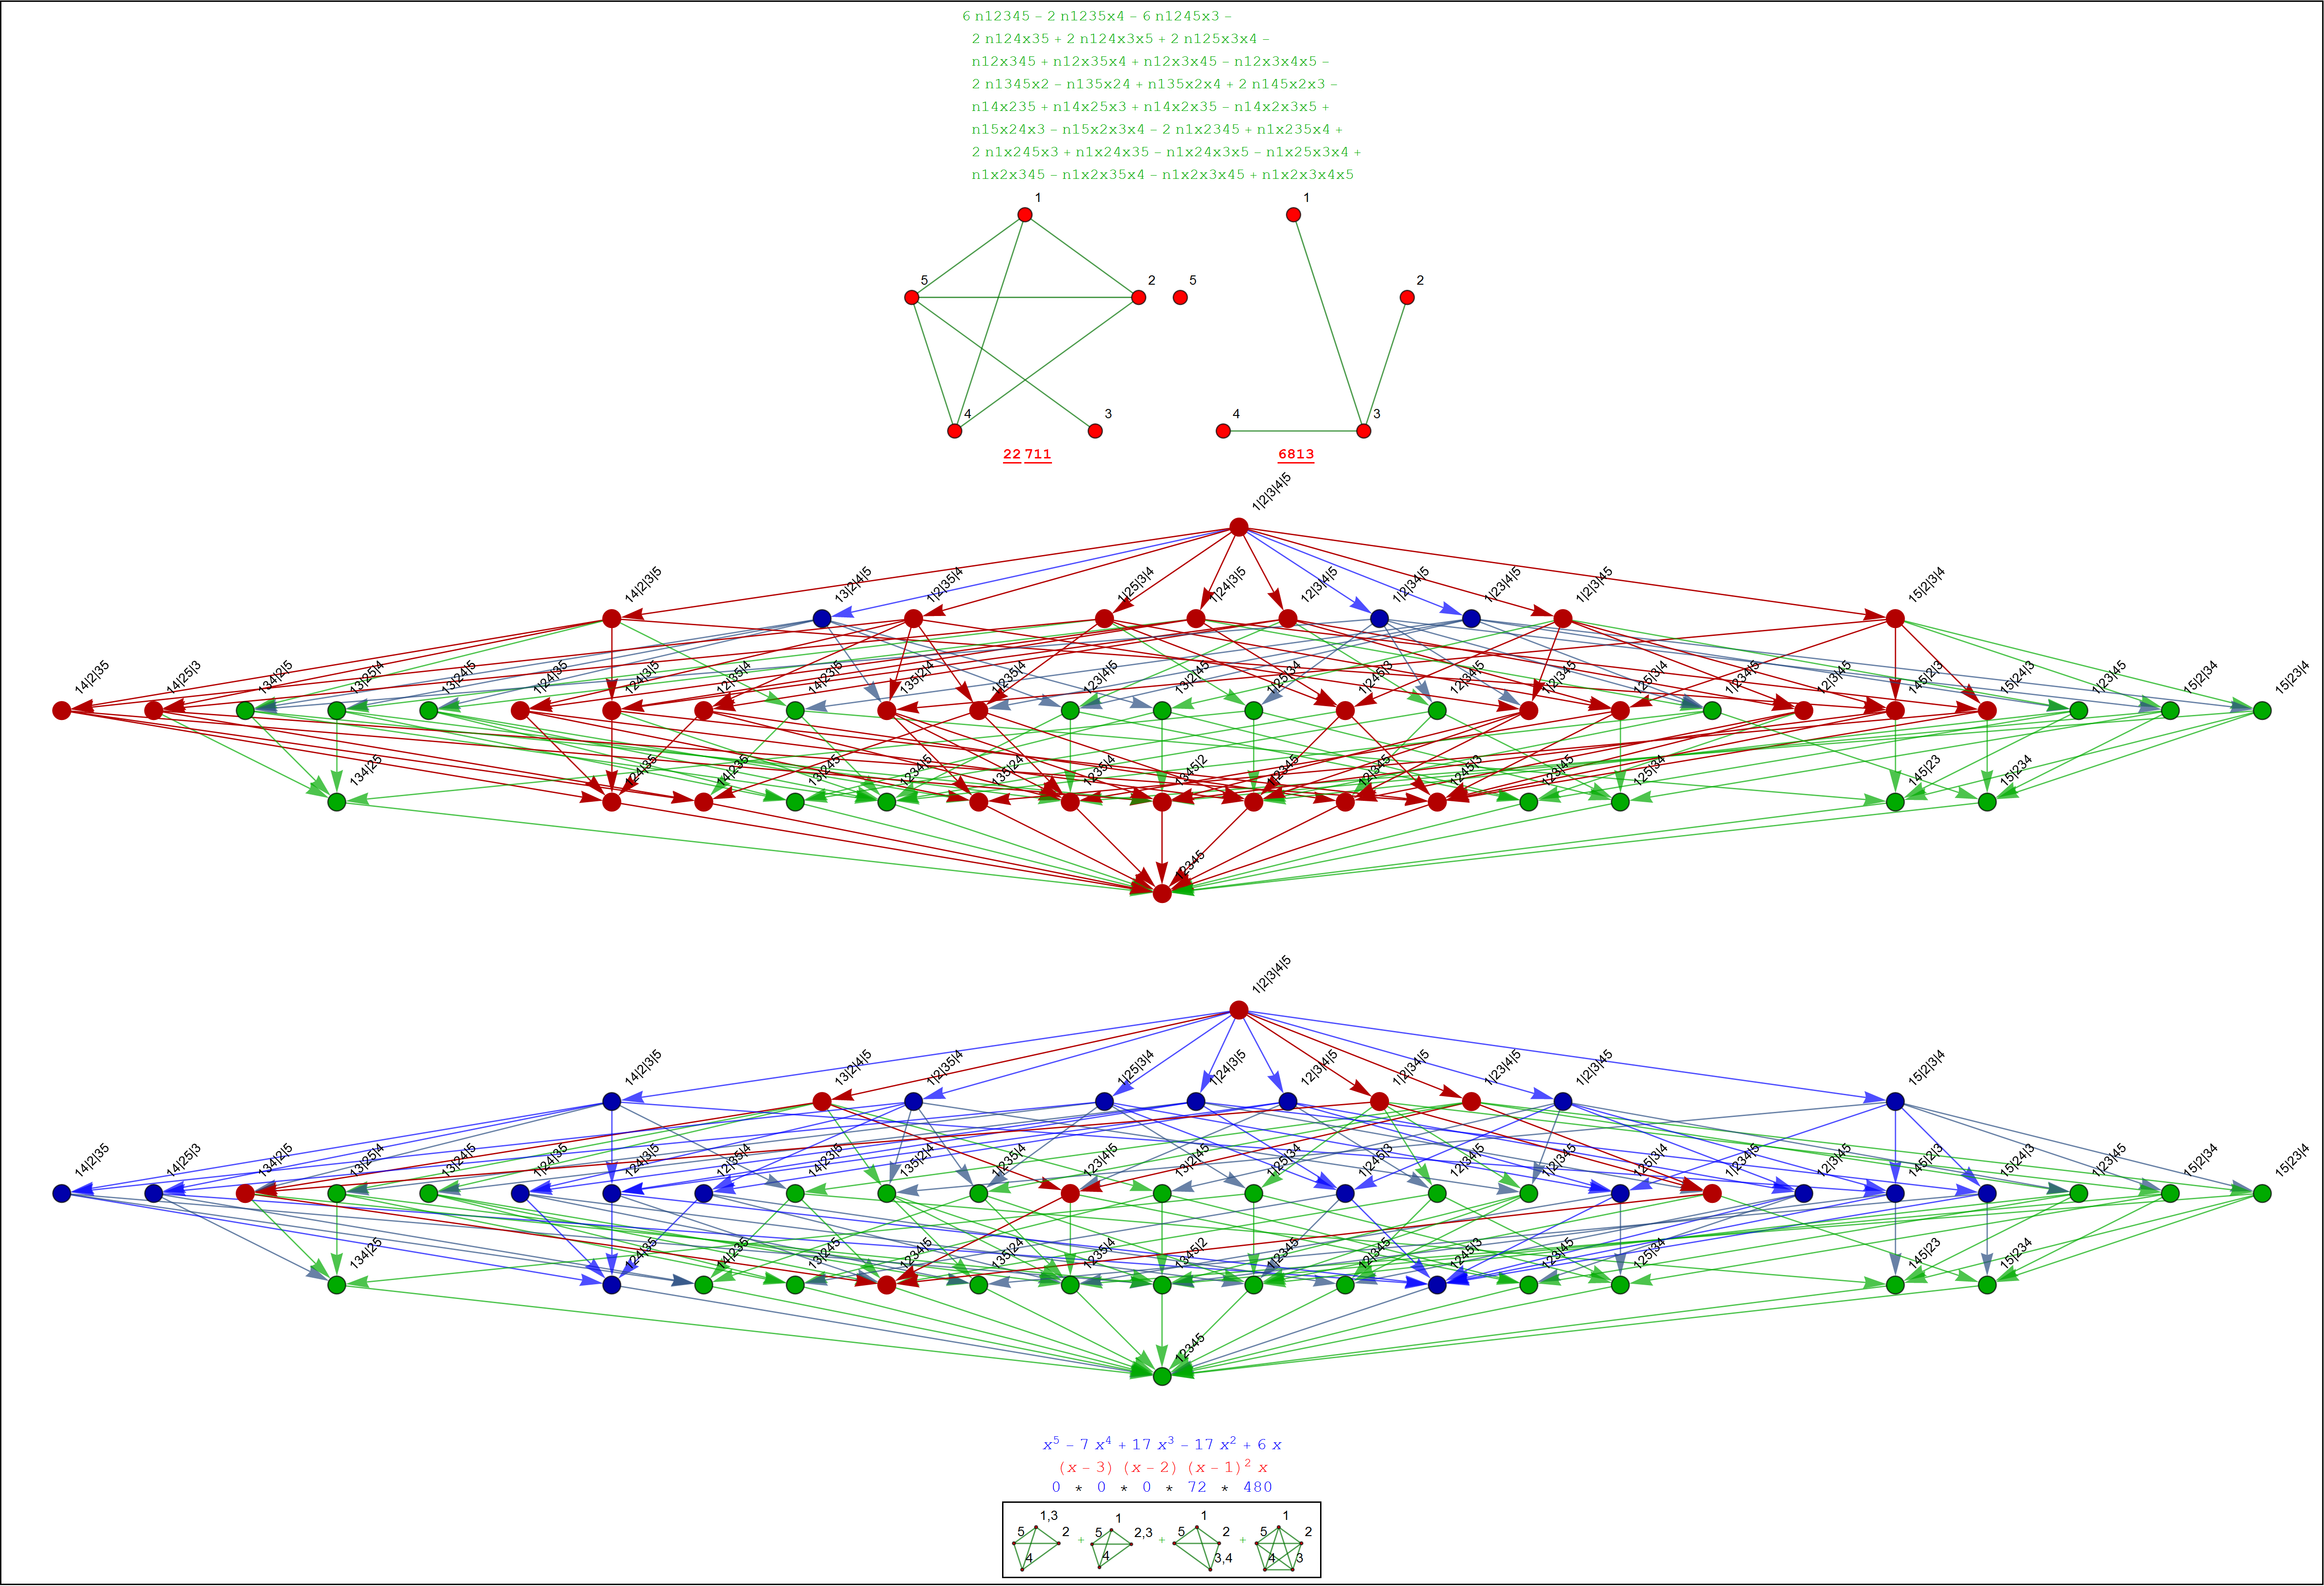 6 n12345 – 2 n1235x4 – 6 n1245x3 –
2 n124x35 + 2 n124x3x5 + 2 n125x3x4 –
n12x345 + n12x35x4 + n12x3x45 – n12x3x4x5 –
2 n1345x2 – n135x24 + n135x2x4 + 2 n145x2x3 –
n14x235 + n14x25x3 + n14x2x35 – n14x2x3x5 +
n15x24x3 – n15x2x3x4 – 2 n1x2345 + n1x235x4 +
2 n1x245x3 + n1x24x35 – n1x24x3x5 – n1x25x3x4 +
n1x2x345 – n1x2x35x4 – n1x2x3x45 + n1x2x3x4x5
1 1
5 2 5 2
4 3 4 3
22 711 6813
1|2|3|4|5
14|2|3|5 13|2|4|5 1|2|35|4 1|25|3|4 1|24|3|5 12|3|4|5 1|2|34|5 1|23|4|5 1|2|3|45 15|2|3|4
14|2|35 14|25|3 134|2|5 13|25|4 13|24|5 1|24|35 124|3|5 12|35|4 14|23|5 135|2|4 1|235|4 123|4|5 13|2|45 1|25|34 1|245|3 12|34|5 1|2|345 125|3|4 1|234|5 12|3|45 145|2|3 15|24|3 1|23|45 15|2|34 15|23|4
134|25 124|35 14|235 13|245 1234|5 135|24 1235|4 1345|2 1|2345 12|345 1245|3 123|45 125|34 145|23 15|234
12345
1|2|3|4|5
14|2|3|5 13|2|4|5 1|2|35|4 1|25|3|4 1|24|3|5 12|3|4|5 1|2|34|5 1|23|4|5 1|2|3|45 15|2|3|4
14|2|35 14|25|3 134|2|5 13|25|4 13|24|5 1|24|35 124|3|5 12|35|4 14|23|5 135|2|4 1|235|4 123|4|5 13|2|45 1|25|34 1|245|3 12|34|5 1|2|345 125|3|4 1|234|5 12|3|45 145|2|3 15|24|3 1|23|45 15|2|34 15|23|4
134|25 124|35 14|235 13|245 1234|5 135|24 1235|4 1345|2 1|2345 12|345 1245|3 123|45 125|34 145|23 15|234
12345
x⁵ – 7 x⁴ + 17 x³ – 17 x² + 6 x
(x – 3) (x – 2) (x – 1)² x
0 * 0 * 0 * 72 * 480
1,3 1 1 1
5 2 + 5 2,3 + 5 2 + 5 2
4 4 3,4 4 3